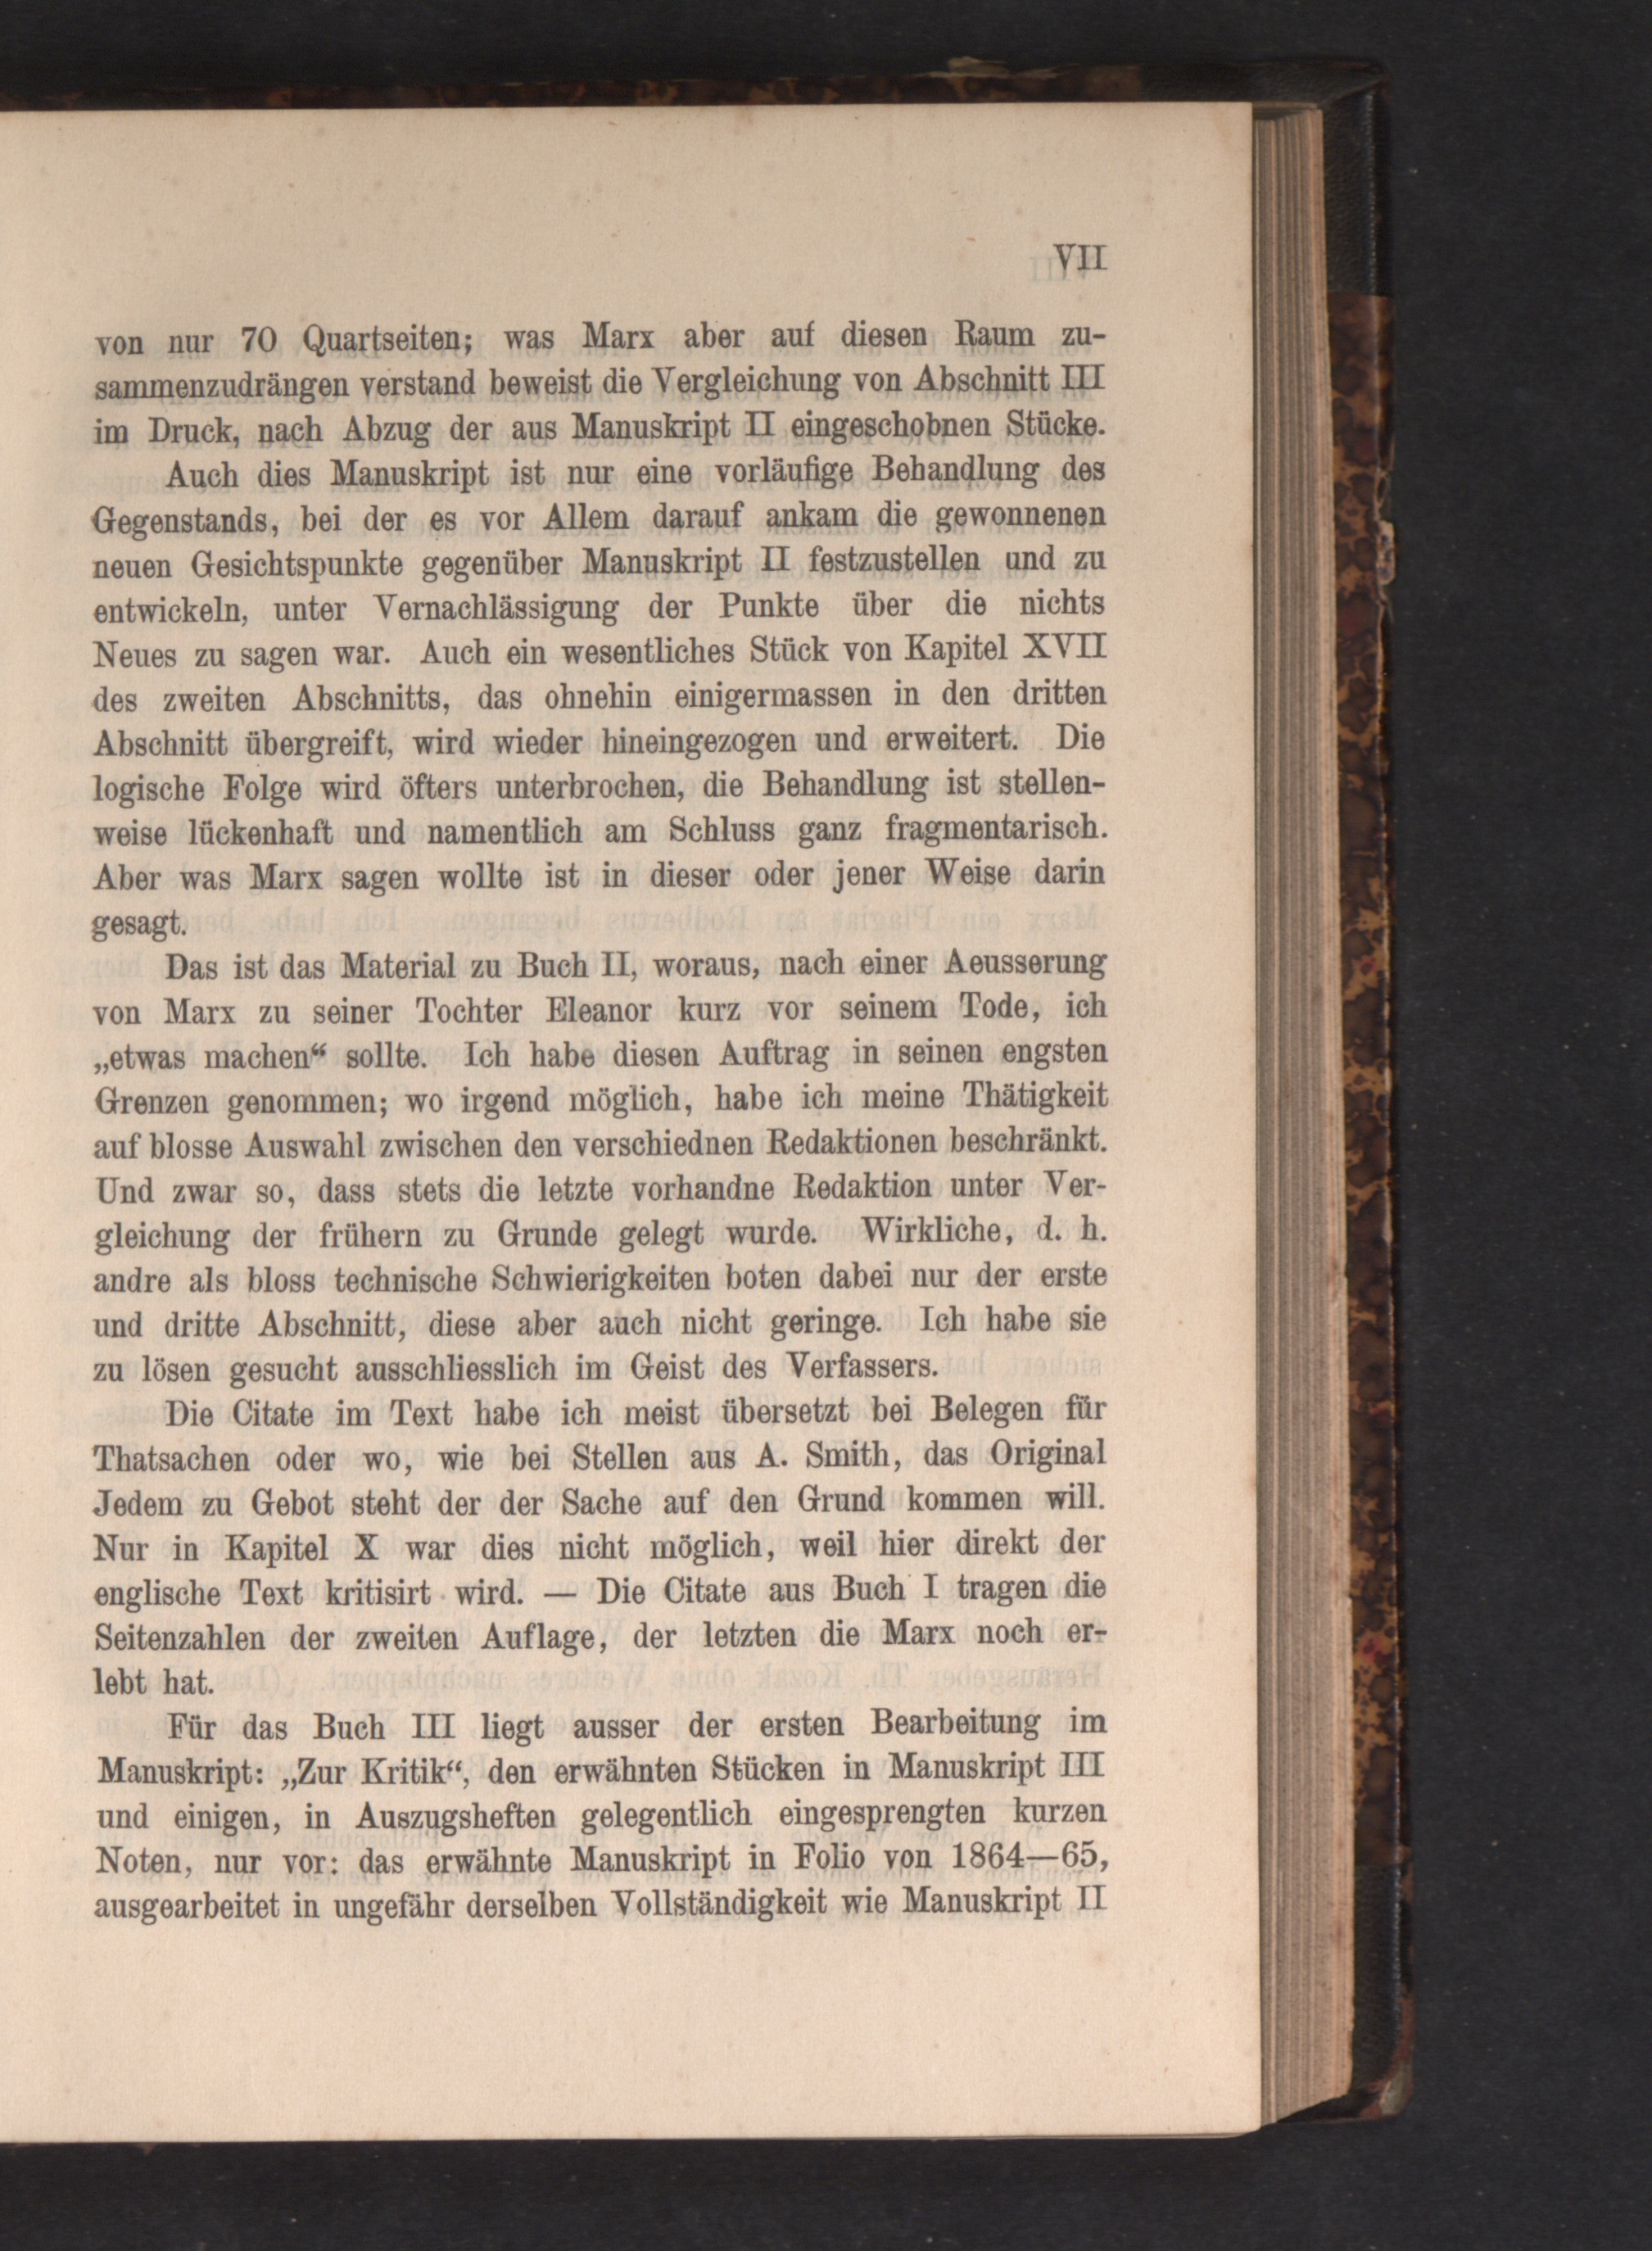 VII
von nur 70 Quartseiten; was Marx aber auf diesen Raum zu-
sammenzudrängen verstand beweist die Vergleichung von Abschnitt III
im Druck, nach Abzug der aus Manuskript II eingeschobnen Stücke.
Auch dies Manuskript ist nur eine vorläufige Behandlung des
Gegenstands, bei der es vor Allem darauf ankam die gewonnenen
neuen Gesichtspunkte gegenüber Manuskript II festzustellen und zu
entwickeln, unter Vernachlässigung der Punkte über die nichts
Neues zu sagen war. Auch ein wesentliches Stück von Kapitel XVII
des zweiten Abschnitts, das ohnehin einigermassen in den dritten
Abschnitt übergreift, wird wieder hineingezogen und erweitert. Die
logische Folge wird öfters unterbrochen, die Behandlung ist stellen-
weise lückenhaft und namentlich am Schluss ganz fragmentarisch.
Aber was Marx sagen wollte ist in dieser oder jener Weise darin
gesagt.
Das ist das Material zu Buch II, woraus, nach einer Aeusserung
von Marx zu seiner Tochter Eleanor kurz vor seinem Tode, ich
„etwas machen“ sollte. Ich habe diesen Auftrag in seinen engsten
Grenzen genommen; wo irgend möglich, habe ich meine Thätigkeit
auf blosse Auswahl zwischen den verschiednen Redaktionen beschränkt.
Und zwar so, dass stets die letzte vorhandne Redaktion unter Ver-
gleichung der frühern zu Grunde gelegt wurde. Wirkliche, d. h.
andre als bloss technische Schwierigkeiten boten dabei nur der erste
und dritte Abschnitt, diese aber auch nicht geringe. Ich habe sie
zu lösen gesucht ausschliesslich im Geist des Verfassers.
Die Citate im Text habe ich meist übersetzt bei Belegen für
Thatsachen oder wo, wie bei Stellen aus A. Smith, das Original
Jedem zu Gebot steht der der Sache auf den Grund kommen will.
Nur in Kapitel X war dies nicht möglich, weil hier direkt der
englische Text kritisirt wird. — Die Citate aus Buch I tragen die
Seitenzahlen der zweiten Auflage, der letzten die Marx noch er-
lebt hat.
Für das Buch III liegt ausser der ersten Bearbeitung im
Manuskript: „Zur Kritik“, den erwähnten Stücken in Manuskript III
und einigen, in Auszugsheften gelegentlich eingesprengten kurzen
Noten, nur vor: das erwähnte Manuskript in Folio von 1864—65,
ausgearbeitet in ungefähr derselben Vollständigkeit wie Manuskript II